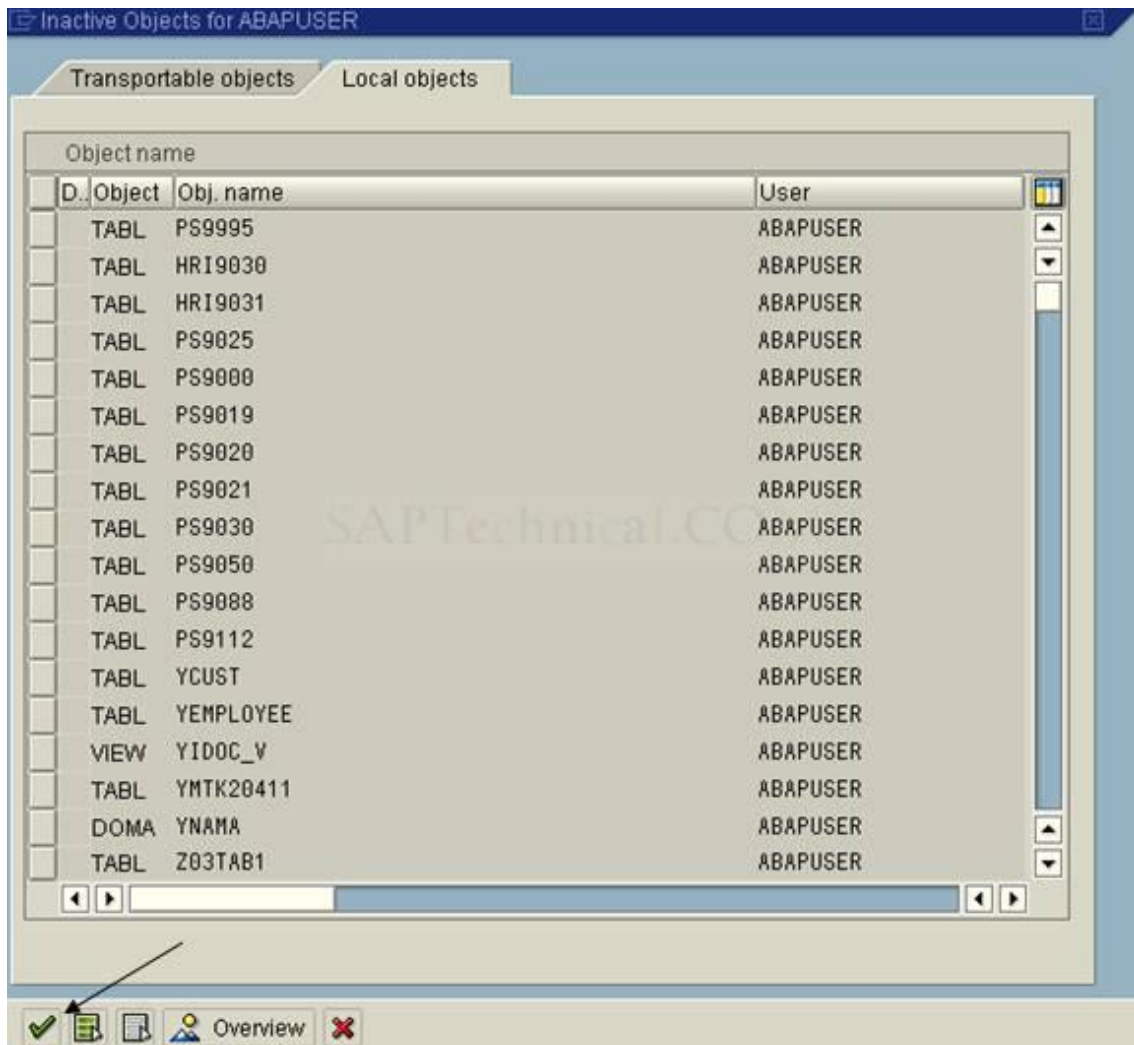 Inactive Objects for ABAPUSER
Transportable objects Local objects
Object name
D.. Object Obj. name User
TABL PS9995 ABAPUSER
TABL HRI9030 ABAPUSER
TABL HRI9031 ABAPUSER
TABL PS9025 ABAPUSER
TABL PS9000 ABAPUSER
TABL PS9019 ABAPUSER
TABL PS9020 ABAPUSER
TABL PS9021 ABAPUSER
TABL PS9030 ABAPUSER
SAPTechnical.CO
TABL PS9050 ABAPUSER
TABL PS9088 ABAPUSER
TABL PS9112 ABAPUSER
TABL YCUST ABAPUSER
TABL YEMPLOYEE ABAPUSER
VIEW YIDOC_V ABAPUSER
TABL YMTK20411 ABAPUSER
DOMA YNAMA ABAPUSER
TABL Z03TAB1 ABAPUSER
Overview